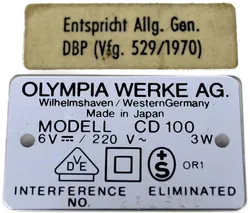 Entspricht Allg. Gen.
DBP (Vfg. 529/1970)
OLYMPIA WERKE AG.
Wilhelmshaven / WesternGermany
Made in Japan
MODELL CD 100
6V ⎓ / 220 V ~ 3W
VDE +S OR1
INTERFERENCE ELIMINATED
NO.